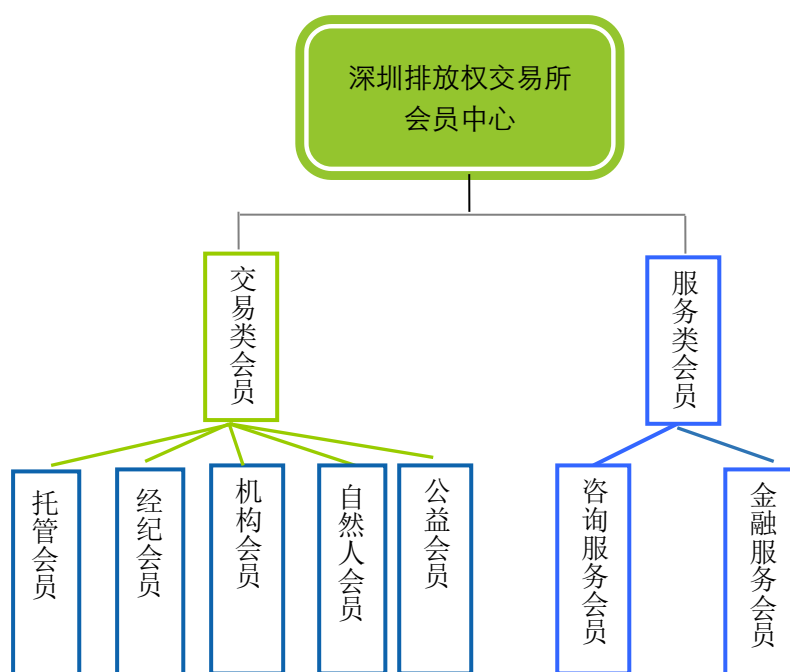 深圳排放权交易所
会员中心
交易类会员
服务类会员
托管会员
经纪会员
机构会员
自然人会员
公益会员
咨询服务会员
金融服务会员